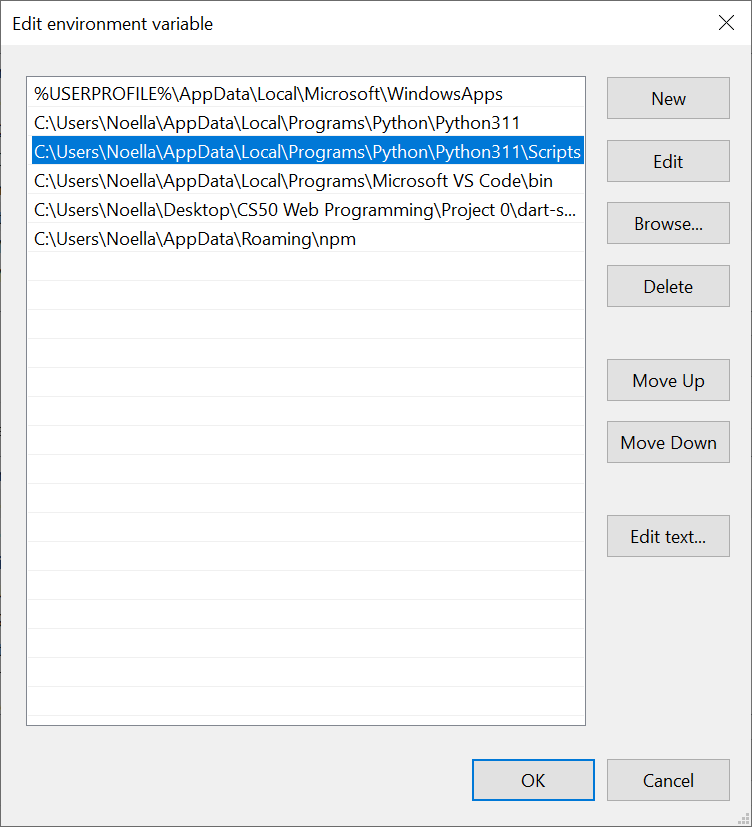 Edit environment variable
%USERPROFILE%\AppData\Local\Microsoft\WindowsApps
C:\Users\Noella\AppData\Local\Programs\Python\Python311
C:\Users\Noella\AppData\Local\Programs\Python\Python311\Scripts
C:\Users\Noella\AppData\Local\Programs\Microsoft VS Code\bin
C:\Users\Noella\Desktop\CS50 Web Programming\Project 0\dart-s...
C:\Users\Noella\AppData\Roaming\npm
New
Edit
Browse...
Delete
Move Up
Move Down
Edit text...
OK
Cancel